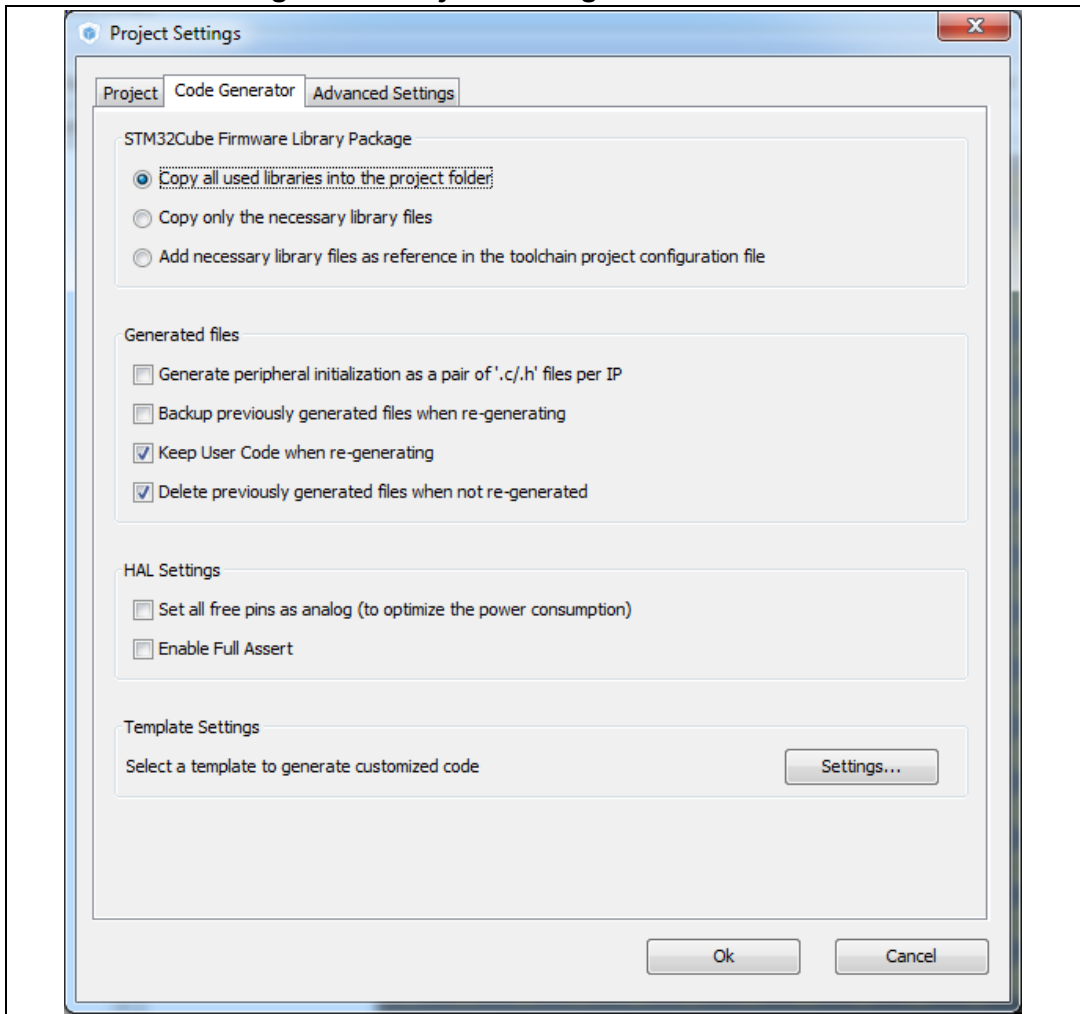 Project Settings
Project Code Generator Advanced Settings
STM32Cube Firmware Library Package
Copy all used libraries into the project folder
Copy only the necessary library files
Add necessary library files as reference in the toolchain project configuration file
Generated files
Generate peripheral initialization as a pair of '.c/.h' files per IP
Backup previously generated files when re-generating
Keep User Code when re-generating
Delete previously generated files when not re-generated
HAL Settings
Set all free pins as analog (to optimize the power consumption)
Enable Full Assert
Template Settings
Select a template to generate customized code Settings...
Ok Cancel